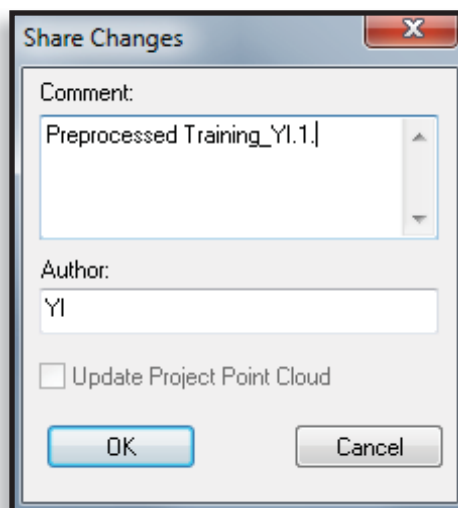 Share Changes
Comment:
Preprocessed Training_YI.1.
Author:
YI
Update Project Point Cloud
OK
Cancel